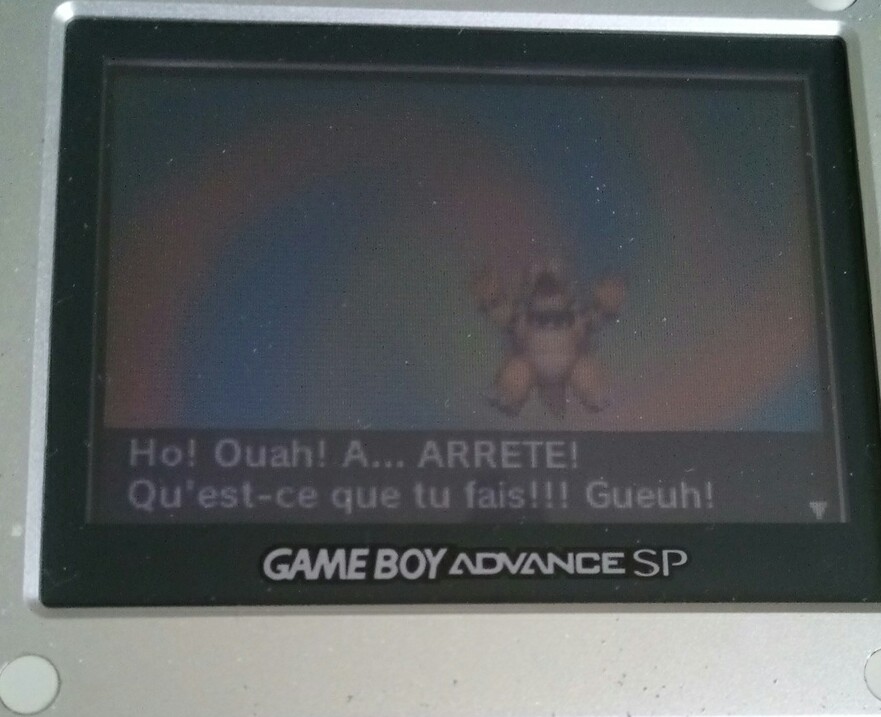 Ho! Ouah! A... ARRETE!
Qu'est-ce que tu fais!!! Gueuh!
GAME BOY ADVANCE SP